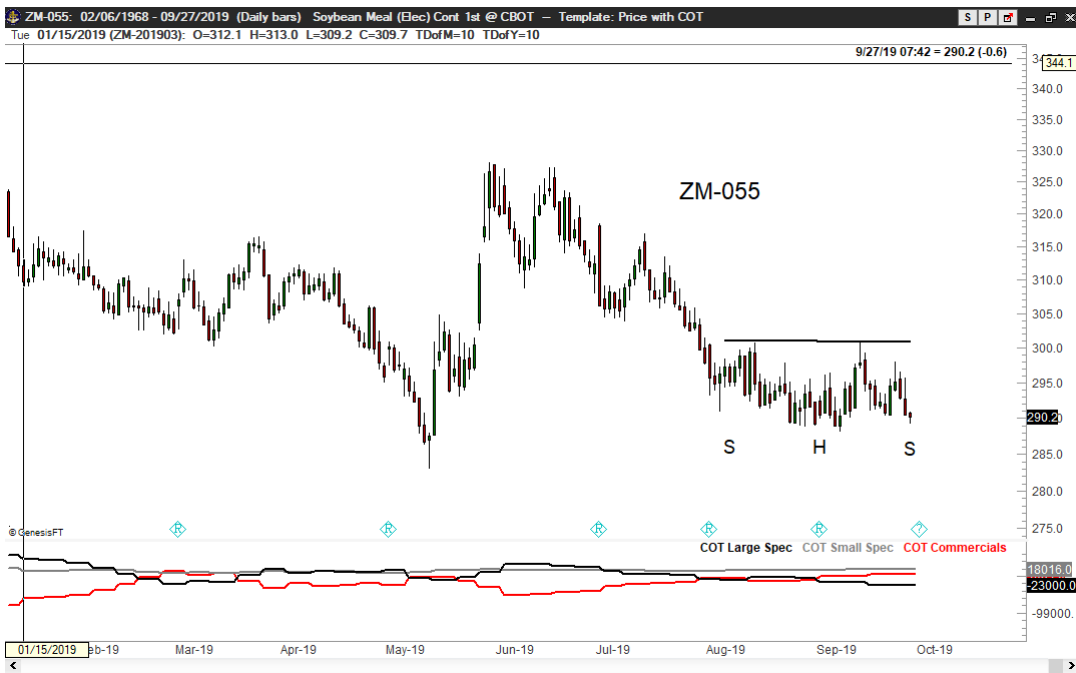 ZM-055: 02/06/1968 - 09/27/2019 (Daily bars) Soybean Meal (Elec) Cont 1st @ CBOT – Template: Price with COT
S P
Tue 01/15/2019 (ZM-201903): O=312.1 H=313.0 L=309.2 C=309.7 TDofM=10 TDofY=10
9/27/19 07:42 = 290.2 (-0.6)
344.1
340.0
335.0
330.0
ZM-055
325.0
320.0
315.0
310.0
305.0
300.0
295.0
290.2
S H S
285.0
280.0
R R R R R ?
275.0
© GenesisFT
COT Large Spec COT Small Spec COT Commercials
18016.0
-23000.0
-99000.
01/15/2019 eb-19 Mar-19 Apr-19 May-19 Jun-19 Jul-19 Aug-19 Sep-19 Oct-19